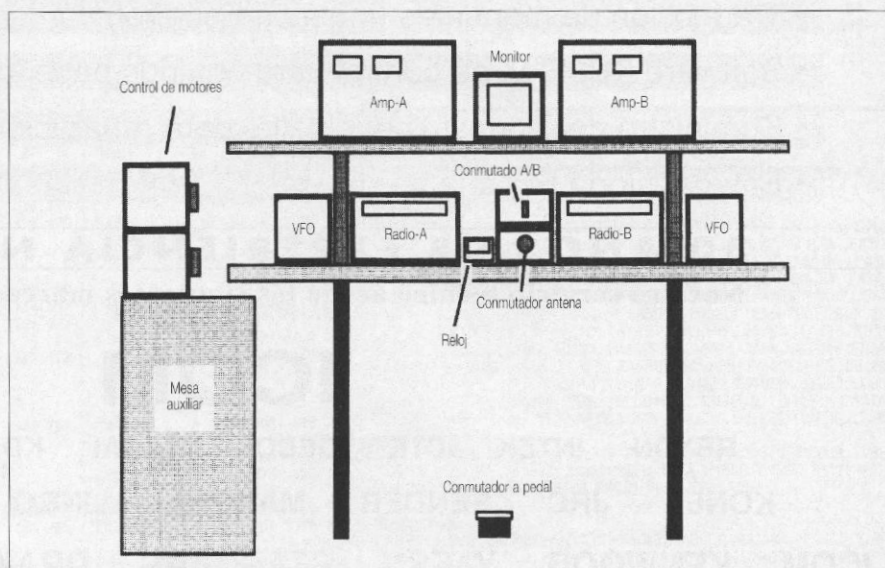 Monitor
Control de motores
Amp-A
Amp-B
Conmutado A/B
VFO
Radio-A
Radio-B
VFO
Conmutador antena
Reloj
Mesa
auxiliar
Conmutador a pedal